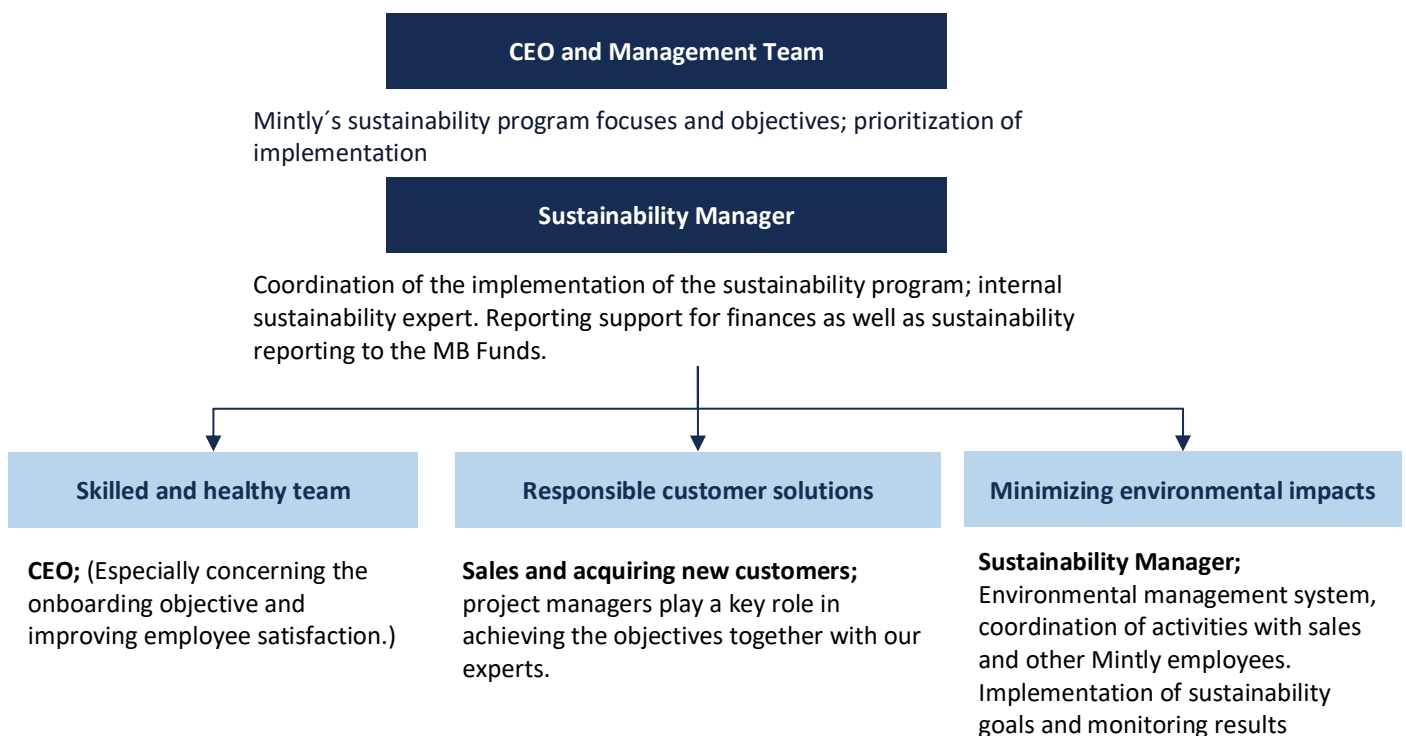 CEO and Management Team
Mintly´s sustainability program focuses and objectives; prioritization of
implementation
Sustainability Manager
Coordination of the implementation of the sustainability program; internal
sustainability expert. Reporting support for finances as well as sustainability
reporting to the MB Funds.
Skilled and healthy team
CEO; (Especially concerning the
onboarding objective and
improving employee satisfaction.)
Responsible customer solutions
Sales and acquiring new customers;
project managers play a key role in
achieving the objectives together with our
experts.
Minimizing environmental impacts
Sustainability Manager;
Environmental management system,
coordination of activities with sales
and other Mintly employees.
Implementation of sustainability
goals and monitoring results